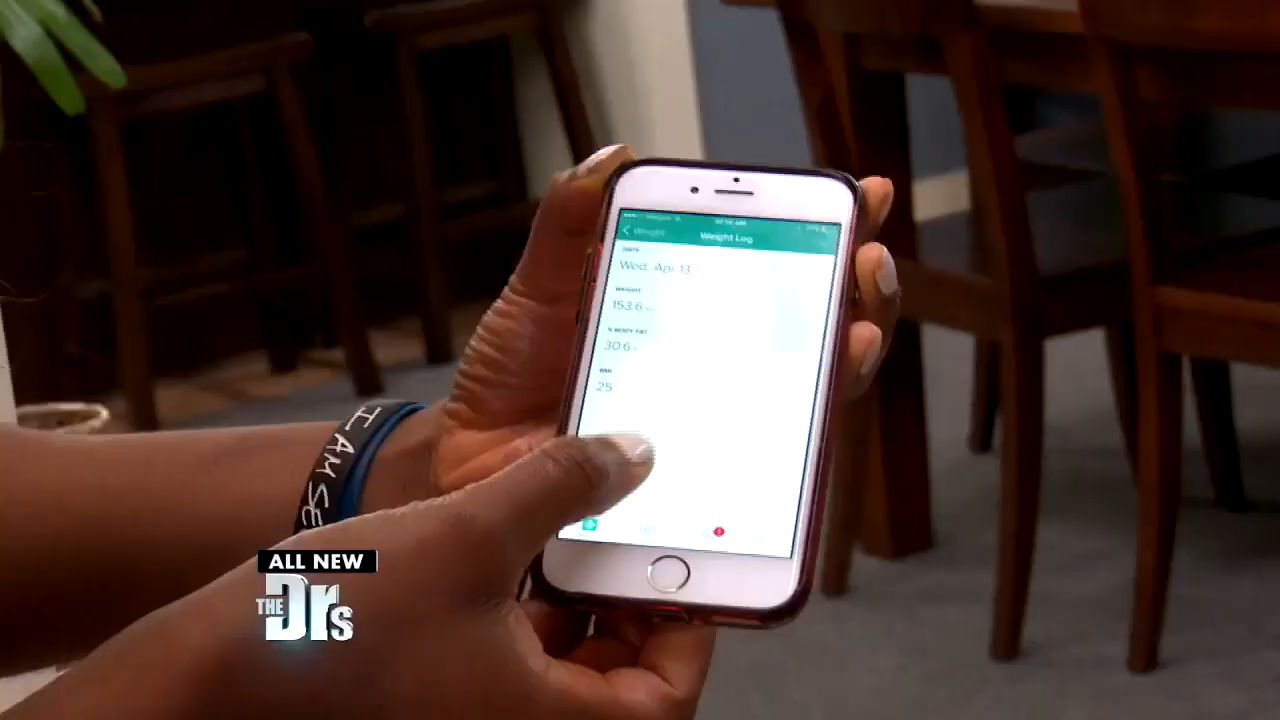 Weight
Weight Log
DATE
Wed, Apr 13
WEIGHT
153.6
% BODY FAT
30.6
BMI
25
I AM SE
ALL NEW
THE
Drs